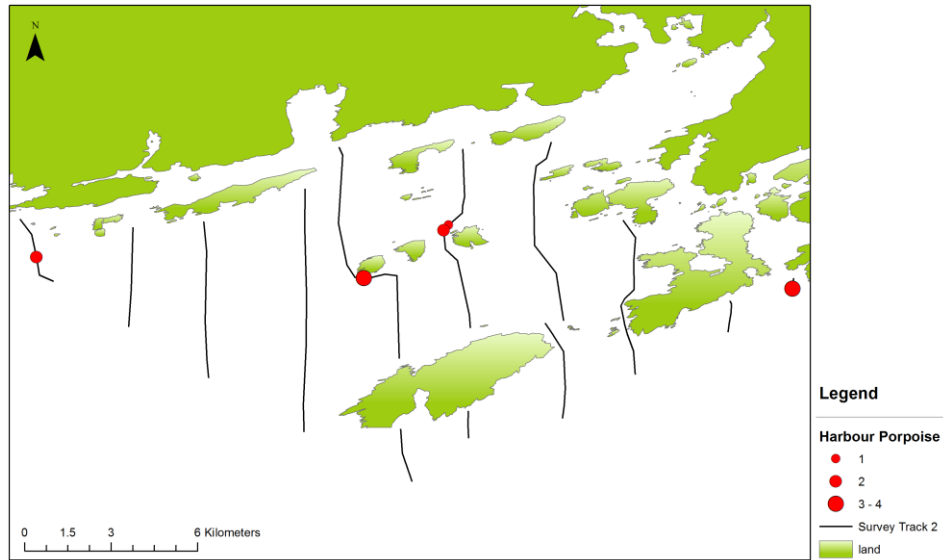 N
Legend
Harbour Porpoise
1
2
3 - 4
Survey Track 2
land
0 1.5 3 6 Kilometers